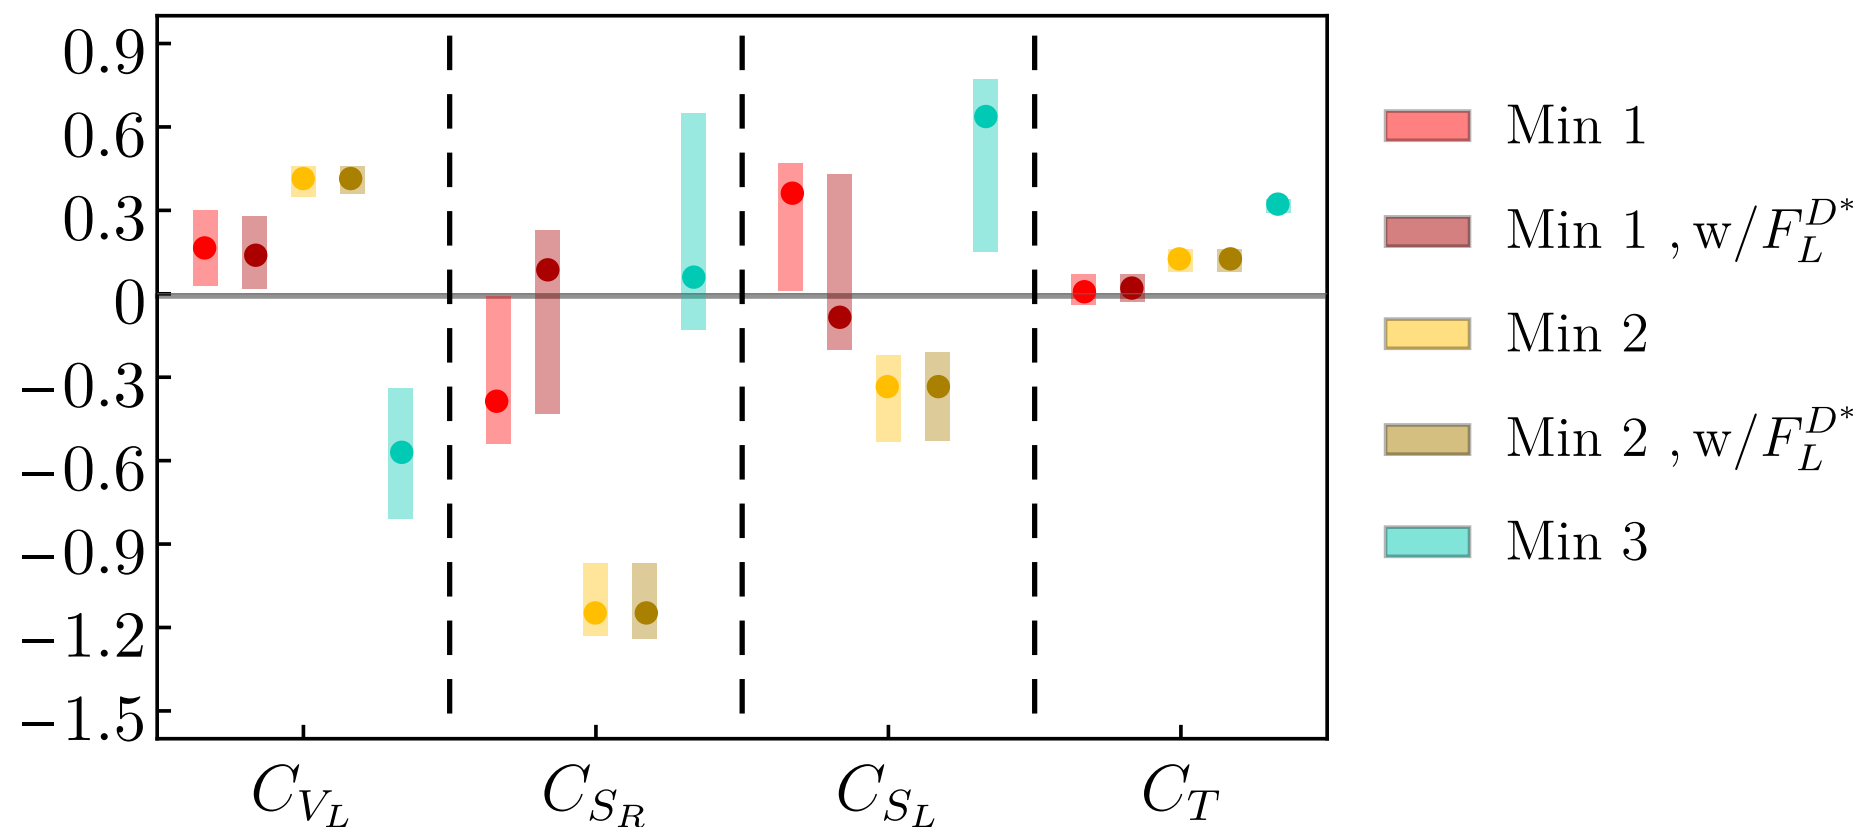 0.9
0.6
0.3
0
−0.3
−0.6
−0.9
−1.2
−1.5
C_{V_L}
C_{S_R}
C_{S_L}
C_T
Min 1
Min 1 , w/F_L^{D*}
Min 2
Min 2 , w/F_L^{D*}
Min 3